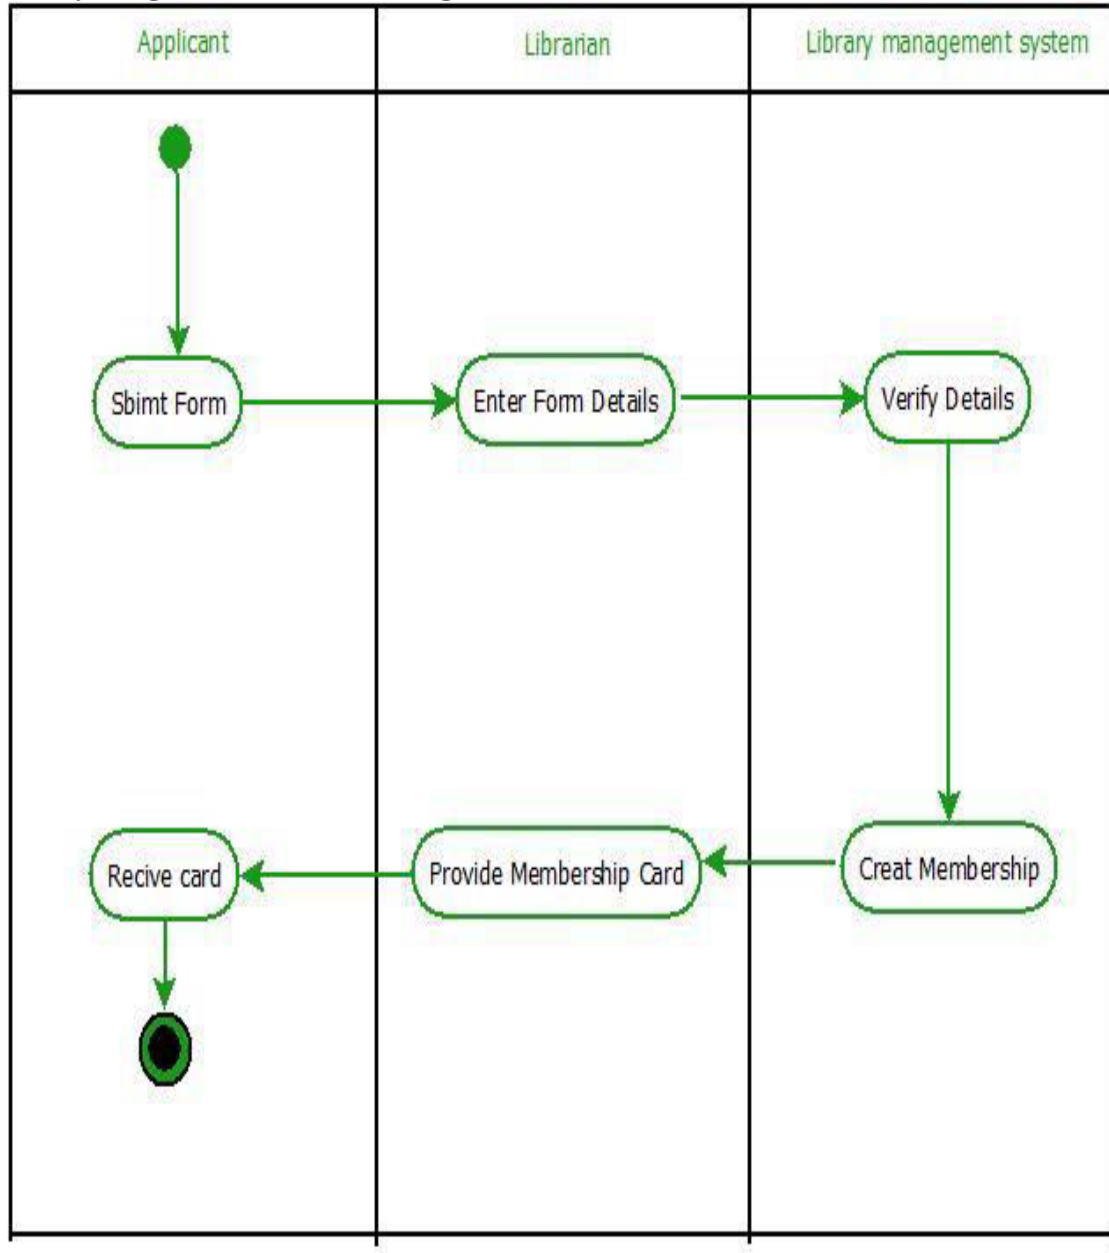 Applicant
Librarian
Library management system
Sbimt Form
Enter Form Details
Verify Details
Recive card
Provide Membership Card
Creat Membership